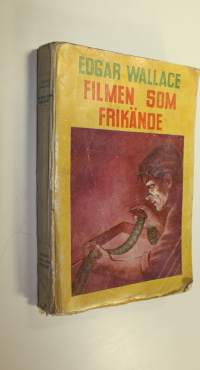 EDGAR WALLACE
FILMEN SOM
FRIKÄNDE